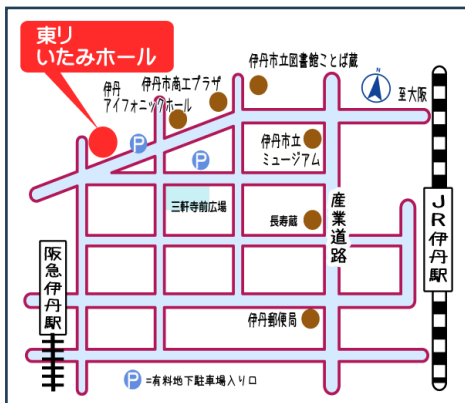 東リ
いたみホール
伊丹市立図書館ことば蔵
伊丹市商工プラザ
伊丹
アイフォニックホール
N
至大阪
P
P
伊丹市立
ミュージアム
三軒寺前広場
長寿蔵
産業道路
JR伊丹駅
阪急伊丹駅
伊丹郵便局
P =有料地下駐車場入り口